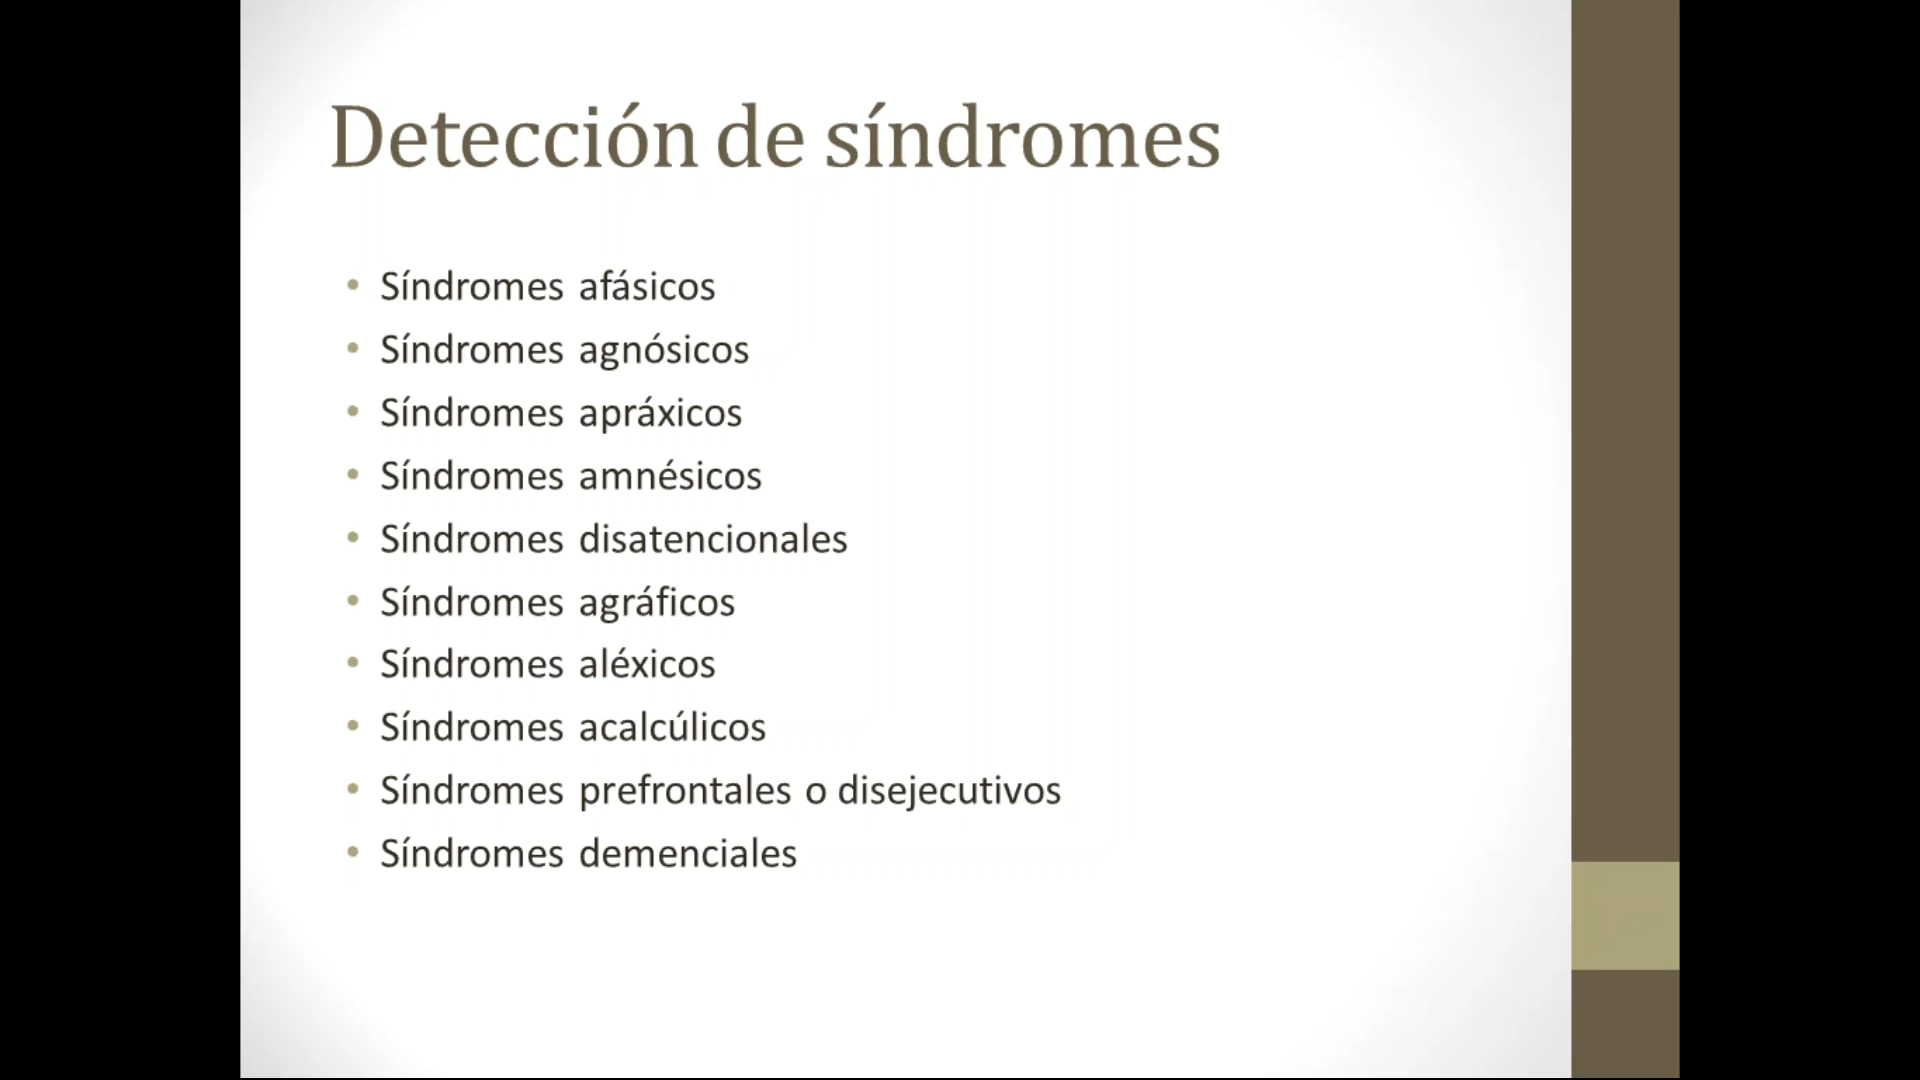 Detección de síndromes
• Síndromes afásicos
• Síndromes agnósicos
• Síndromes apráxicos
• Síndromes amnésicos
• Síndromes disatencionales
• Síndromes agráficos
• Síndromes aléxicos
• Síndromes acalcúlicos
• Síndromes prefrontales o disejecutivos
• Síndromes demenciales